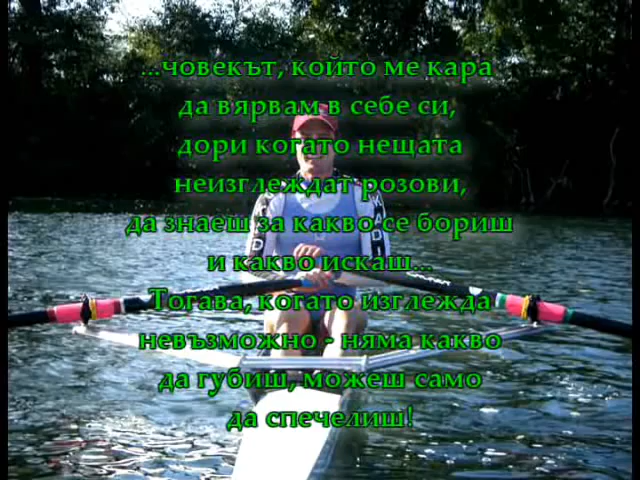 ...човекът, който ме кара
да вярвам в себе си,
дори когато нещата
неизглеждат розови,
да знаеш за какво се бориш
и какво искаш...
Тогава, когато изглежда
невъзможно - няма какво
да губиш, можеш само
да спечелиш!